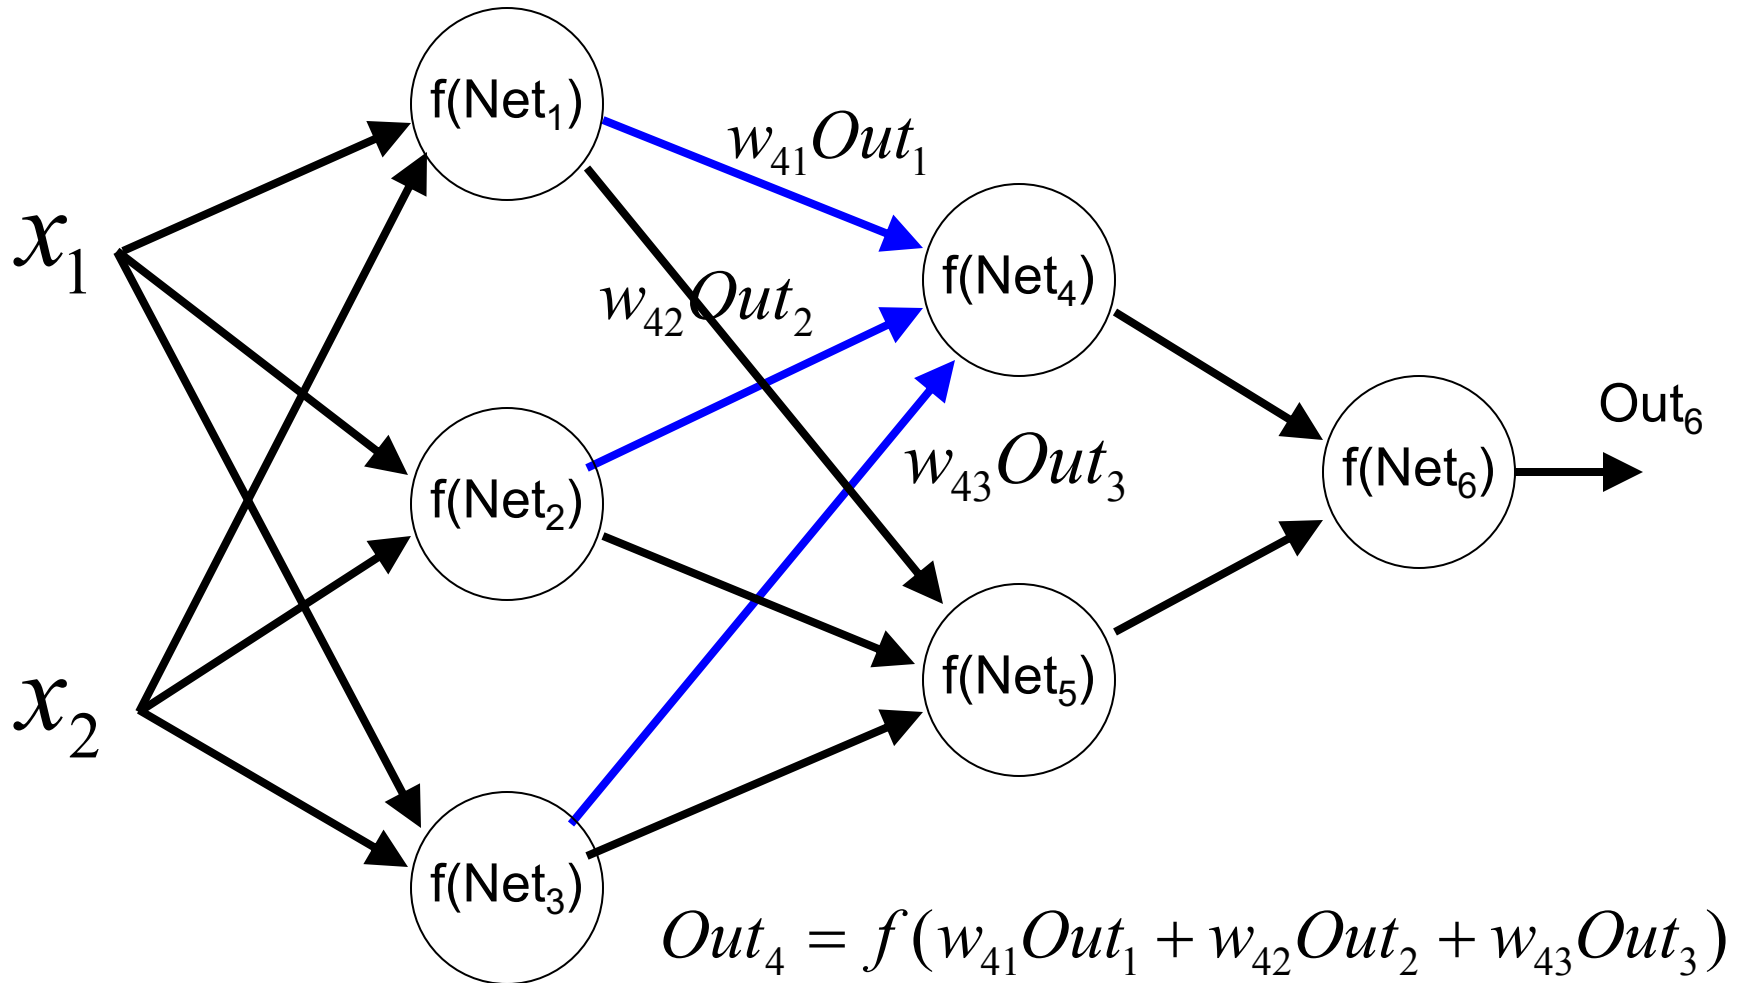 f(Net₁)
w₄₁Out₁
x₁
f(Net₄)
w₄₂Out₂
Out₆
w₄₃Out₃
f(Net₆)
f(Net₂)
f(Net₅)
x₂
f(Net₃)
Out₄ = f(w₄₁Out₁ + w₄₂Out₂ + w₄₃Out₃)